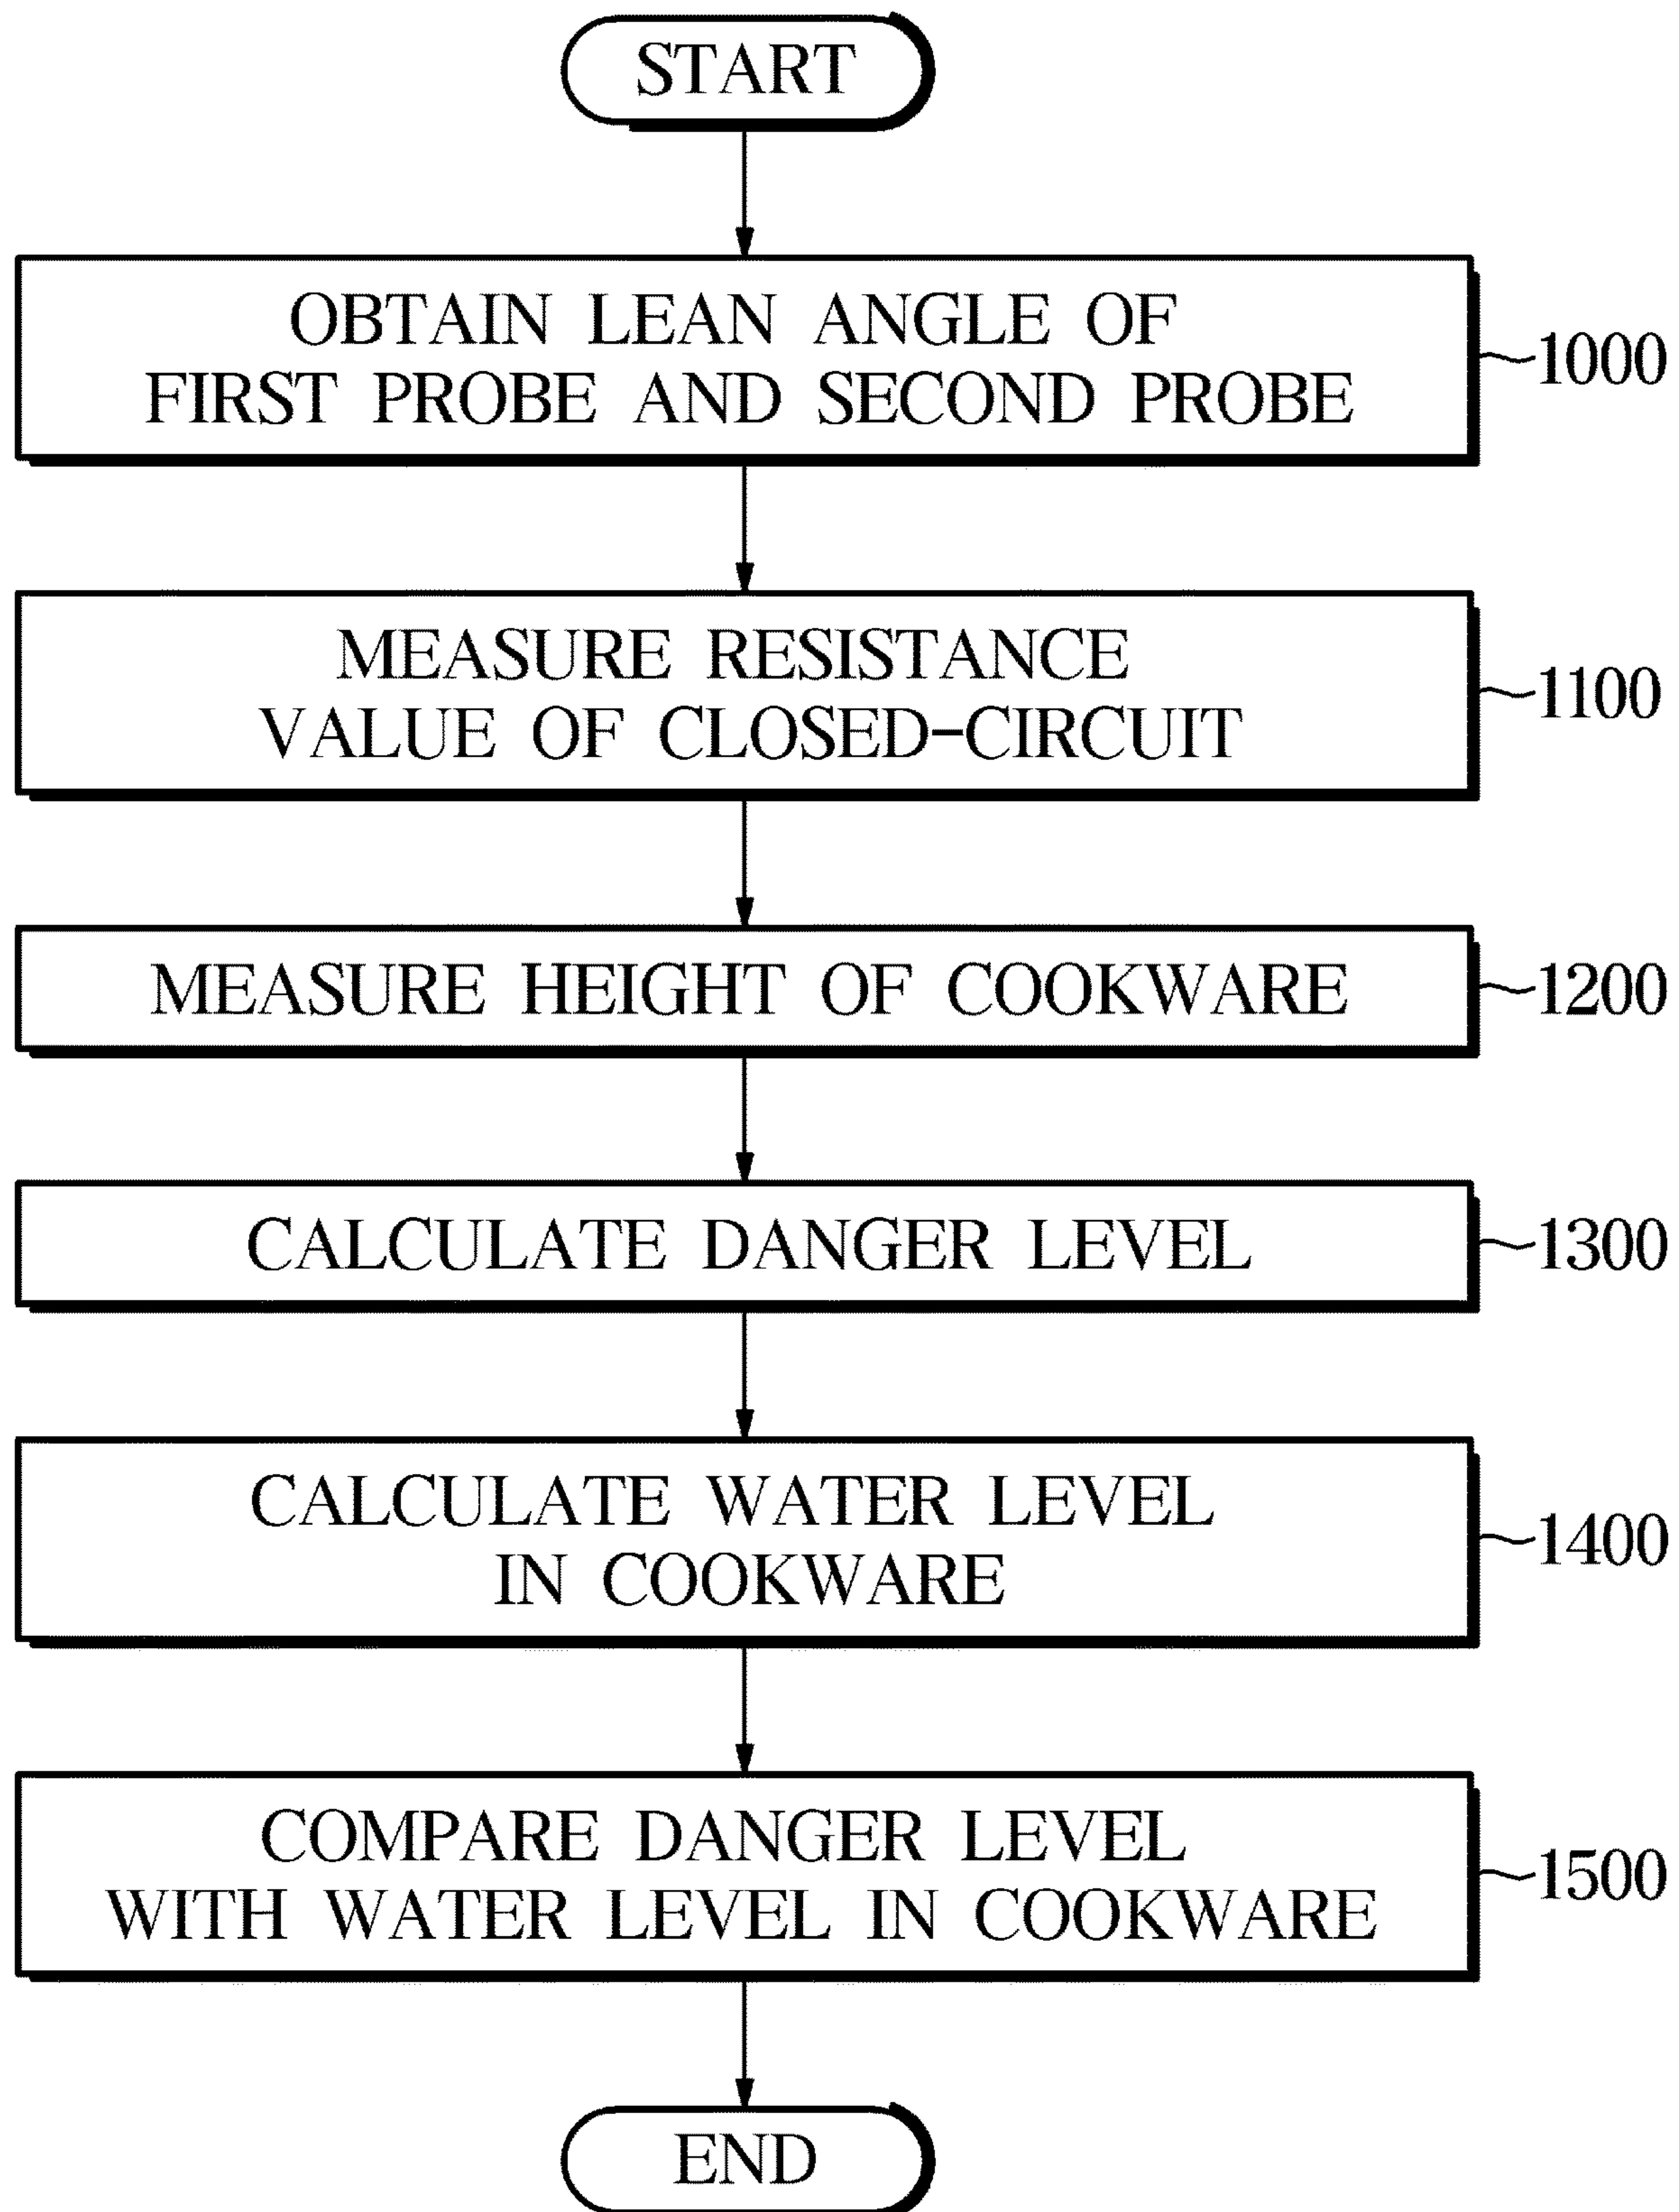 START
OBTAIN LEAN ANGLE OF
FIRST PROBE AND SECOND PROBE
1000
MEASURE RESISTANCE
VALUE OF CLOSED-CIRCUIT
1100
MEASURE HEIGHT OF COOKWARE
1200
CALCULATE DANGER LEVEL
1300
CALCULATE WATER LEVEL
IN COOKWARE
1400
COMPARE DANGER LEVEL
WITH WATER LEVEL IN COOKWARE
1500
END